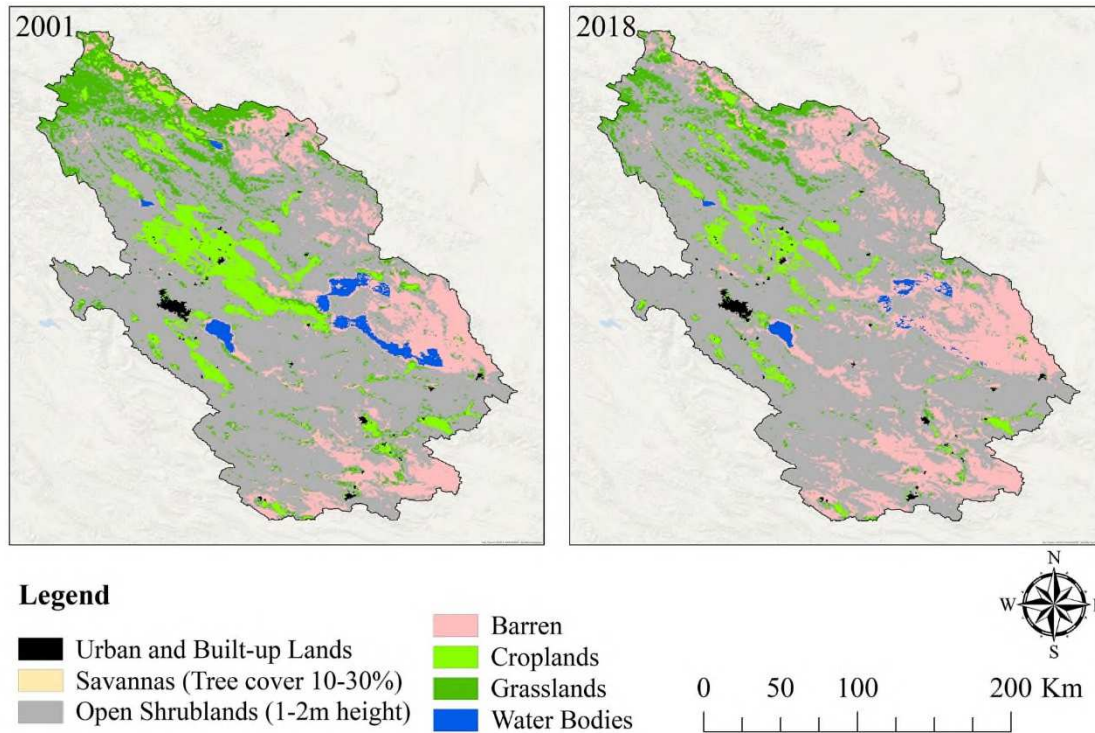 2001
2018
Legend
Urban and Built-up Lands
Savannas (Tree cover 10-30%)
Open Shrublands (1-2m height)
Barren
Croplands
Grasslands
Water Bodies
N
W
S
0 50 100 200 Km